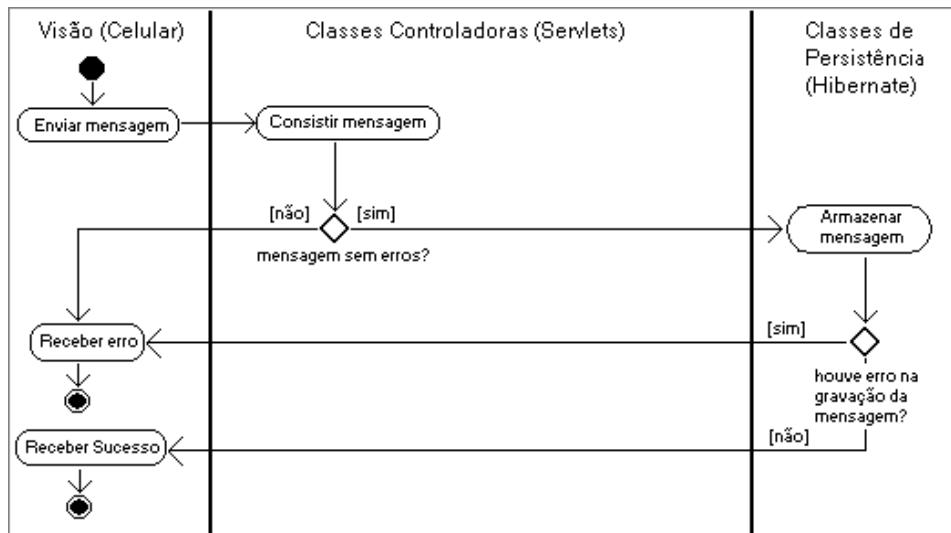 Visão (Celular)
Classes Controladoras (Servlets)
Classes de
Persistência
(Hibernate)
Enviar mensagem
Consistir mensagem
[não]
[sim]
mensagem sem erros?
Armazenar
mensagem
Receber erro
[sim]
houve erro na
gravação da
mensagem?
[não]
Receber Sucesso